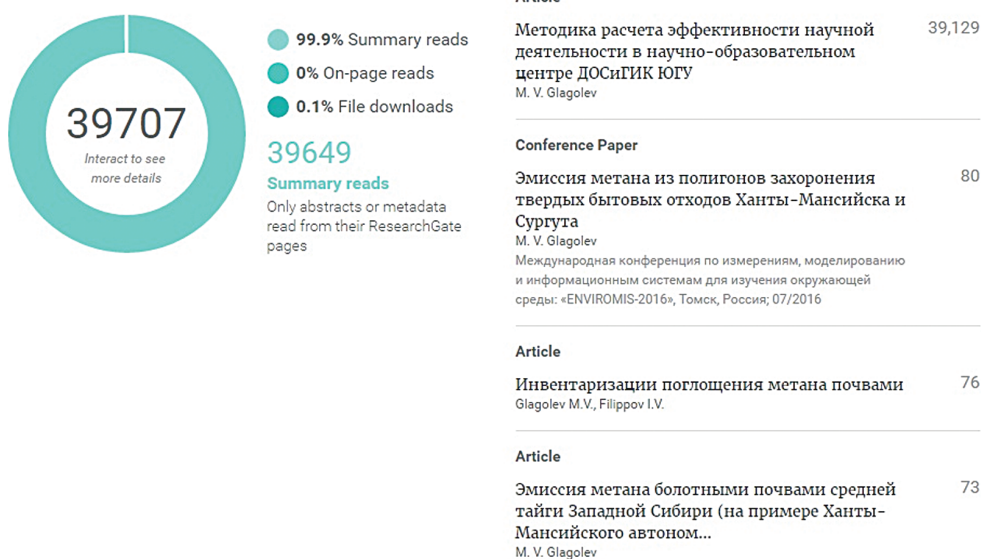 39707
Interact to see
more details
99.9% Summary reads
0% On-page reads
0.1% File downloads
39649
Summary reads
Only abstracts or metadata
read from their ResearchGate
pages
Article
Методика расчета эффективности научной
деятельности в научно-образовательном
центре ДОСиГИК ЮГУ
39,129
M. V. Glagolev
Conference Paper
Эмиссия метана из полигонов захоронения
твердых бытовых отходов Ханты-Мансийска и
Сургута
80
M. V. Glagolev
Международная конференция по измерениям, моделированию
и информационным системам для изучения окружающей
среды: «ENVIROMIS-2016», Томск, Россия; 07/2016
Article
Инвентаризации поглощения метана почвами
76
Glagolev M.V., Filippov I.V.
Article
Эмиссия метана болотными почвами средней
тайги Западной Сибири (на примере Ханты-
Мансийского автоном...
73
M. V. Glagolev